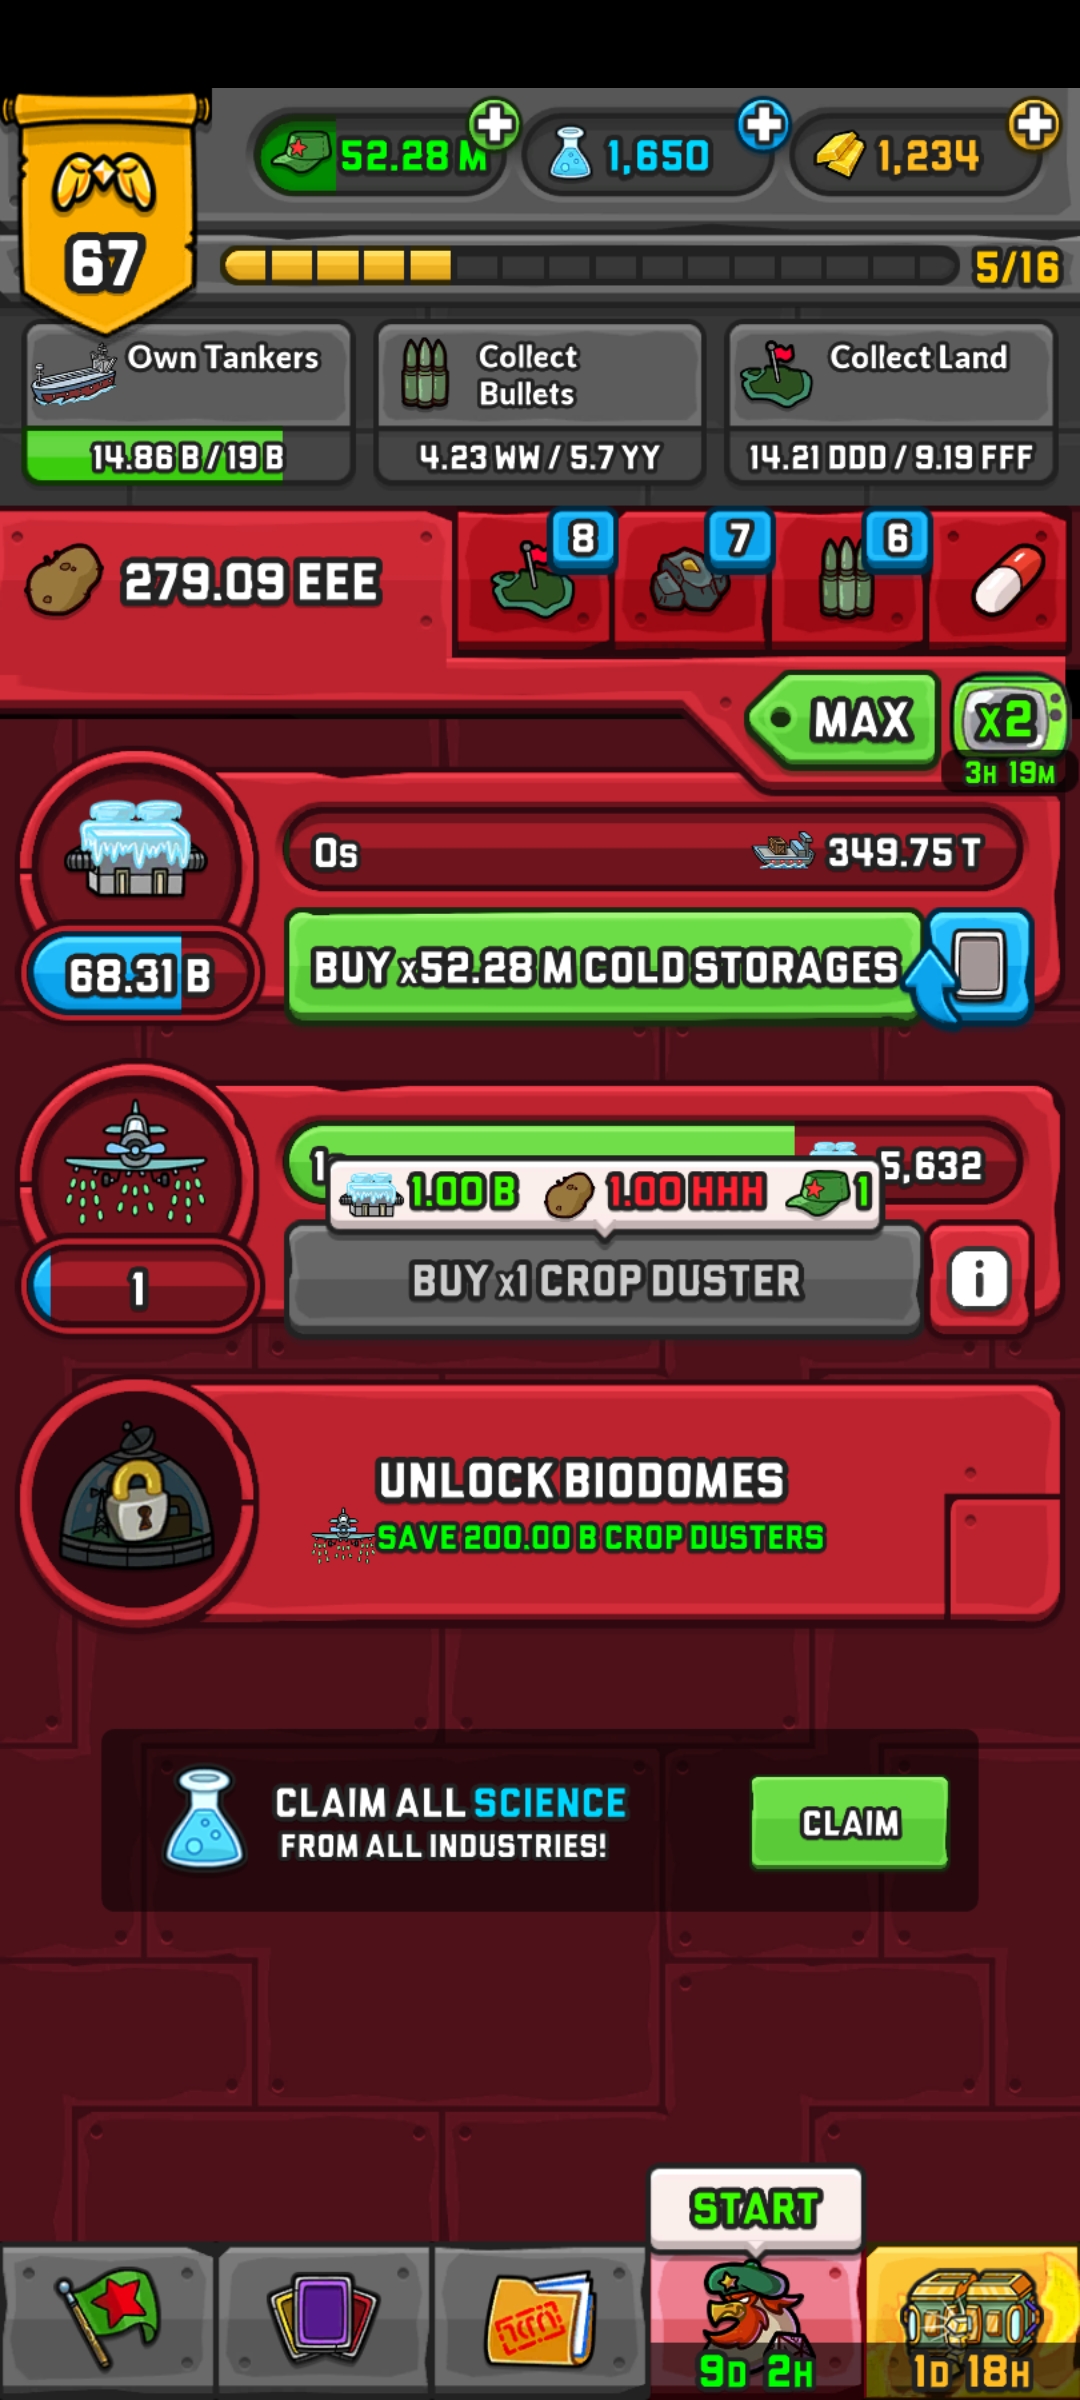 67
52.28 M
1,650
1,234
5/16
Own Tankers
14.86 B / 19 B
Collect
Bullets
4.23 WW / 5.7 YY
Collect Land
14.21 DDD / 9.19 FFF
279.09 EEE
8
7
6
MAX
x2
3H 19M
0s
349.75 T
68.31 B
BUY x52.28 M COLD STORAGES
5,632
1.00 B
1.00 HHH
1
1
BUY x1 CROP DUSTER
i
UNLOCK BIODOMES
SAVE 200.00 B CROP DUSTERS
CLAIM ALL SCIENCE
FROM ALL INDUSTRIES!
CLAIM
START
9D 2H
1D 18H